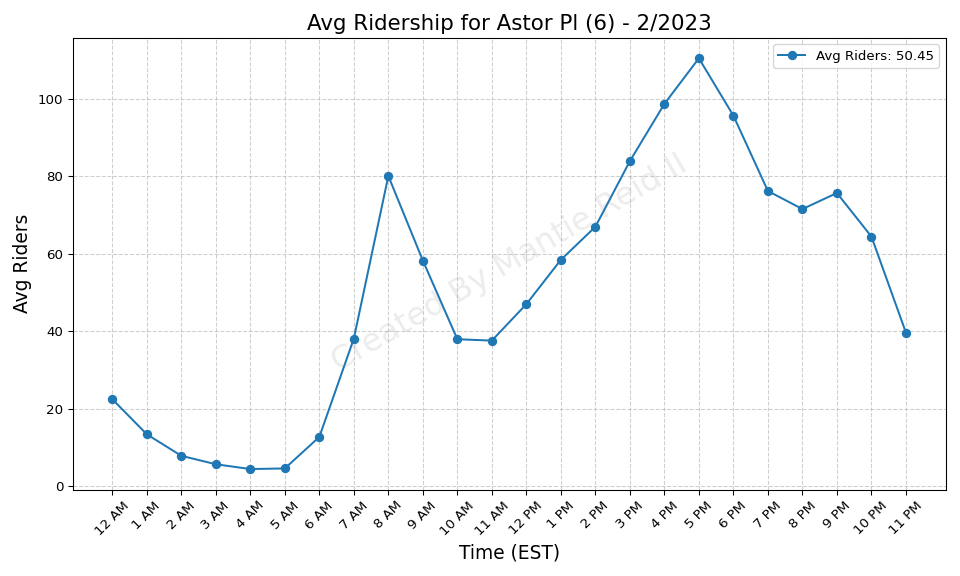 Avg Ridership for Astor Pl (6) - 2/2023
Avg Riders: 50.45
Avg Riders
100
80
60
40
20
0
Created By Mantle Reid II
12 AM
1 AM
2 AM
3 AM
4 AM
5 AM
6 AM
7 AM
8 AM
9 AM
10 AM
11 AM
12 PM
1 PM
2 PM
3 PM
4 PM
5 PM
6 PM
7 PM
8 PM
9 PM
10 PM
11 PM
Time (EST)